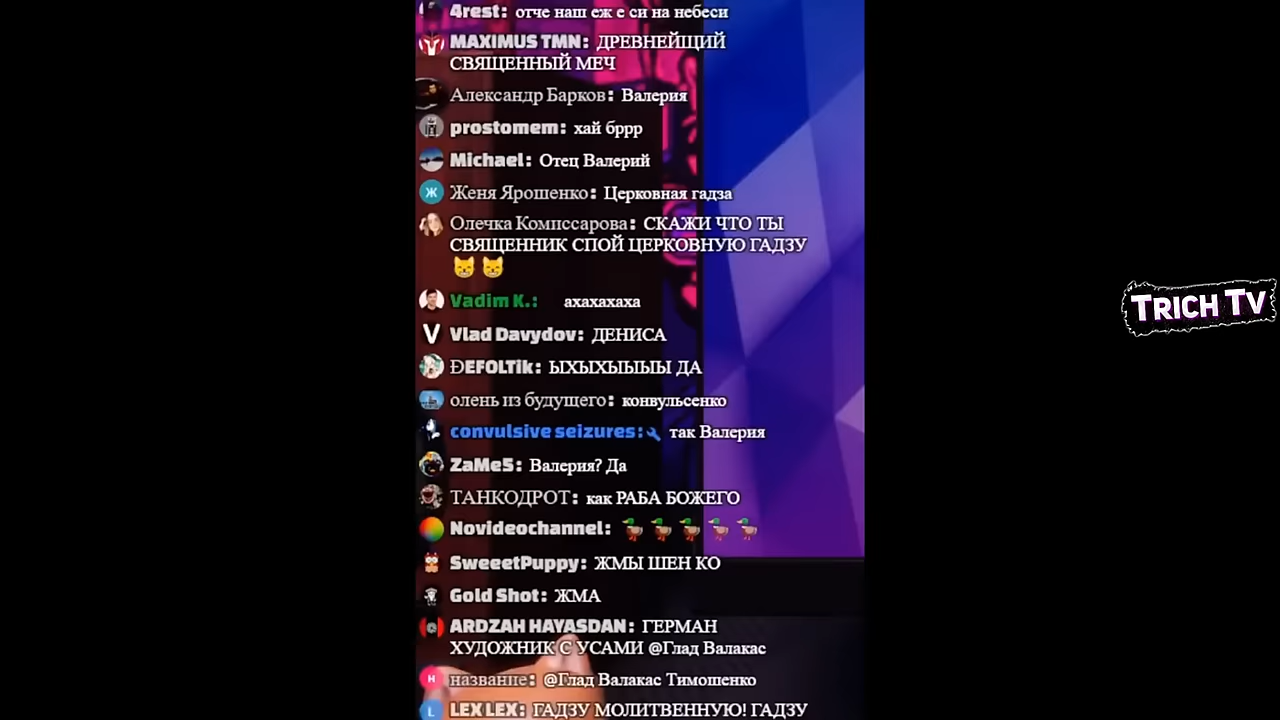 4rest: отче наш еж е си на небеси
MAXIMUS TMN: ДРЕВНЕЙЩИЙ
СВЯЩЕННЫЙ МЕЧ
Александр Барков: Валерия
prostomem: хай бррр
Michael: Отец Валерий
Ж Женя Ярошенко: Церковная гадза
Олечка Комиссарова: СКАЖИ ЧТО ТЫ
СВЯЩЕННИК СПОЙ ЦЕРКОВНУЮ ГАДЗУ
😸 😸
Vadim K.: ахахахаха
V Vlad Davydov: ДЕНИСА
ĐEFOLTik: ЫХЫХЫЫЫЫ ДА
олень из будущего: конвульсенко
convulsive seizures: так Валерия
ZaMeS: Валерия? Да
ТАНКОДРОТ: как РАБА БОЖЕГО
Novideochannel: 🦆🦆🦆🦆🦆
SweeetPuppy: ЖМЫ ШЕН КО
Gold Shot: ЖМА
ARDZAH HAYASDAN: ГЕРМАН
ХУДОЖНИК С УСАМИ @Глад Валакас
Н название: @Глад Валакас Тимошенко
L LEX LEX: ГАДЗУ МОЛИТВЕННУЮ! ГАДЗУ
TRICH TV